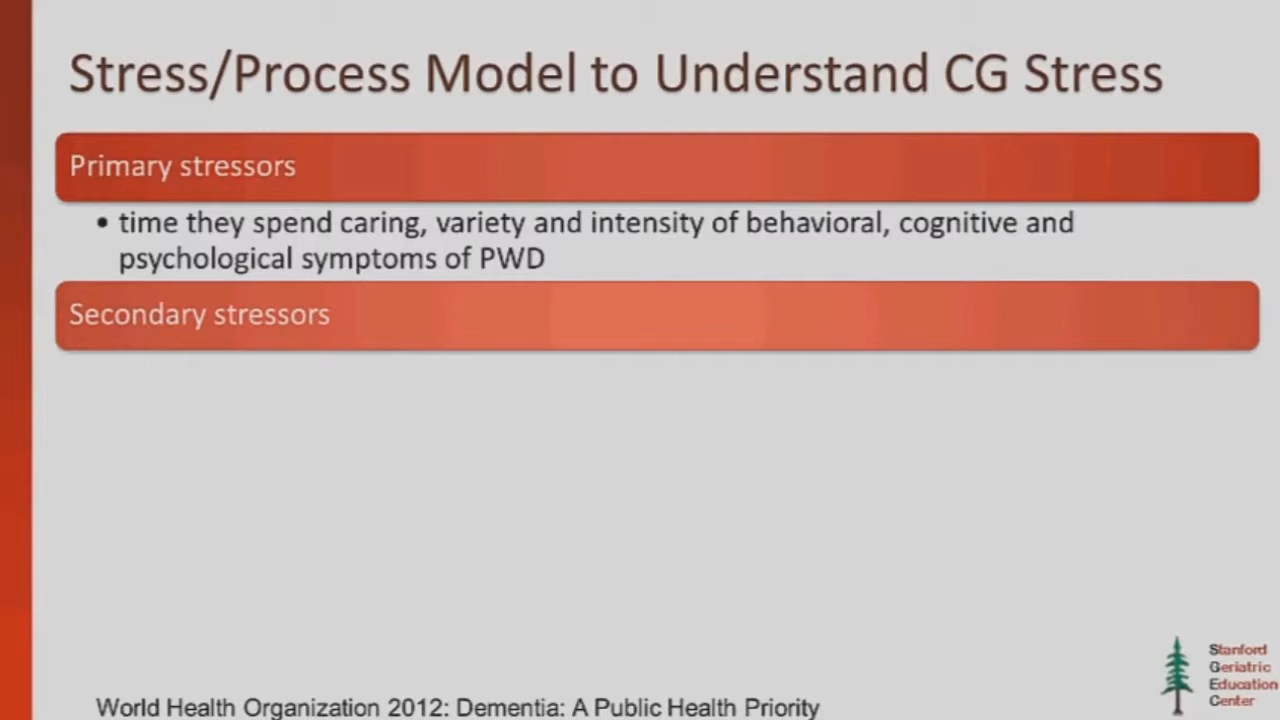 Stress/Process Model to Understand CG Stress
Primary stressors
• time they spend caring, variety and intensity of behavioral, cognitive and
psychological symptoms of PWD
Secondary stressors
Stanford
Geriatric
Education
Center
World Health Organization 2012: Dementia: A Public Health Priority